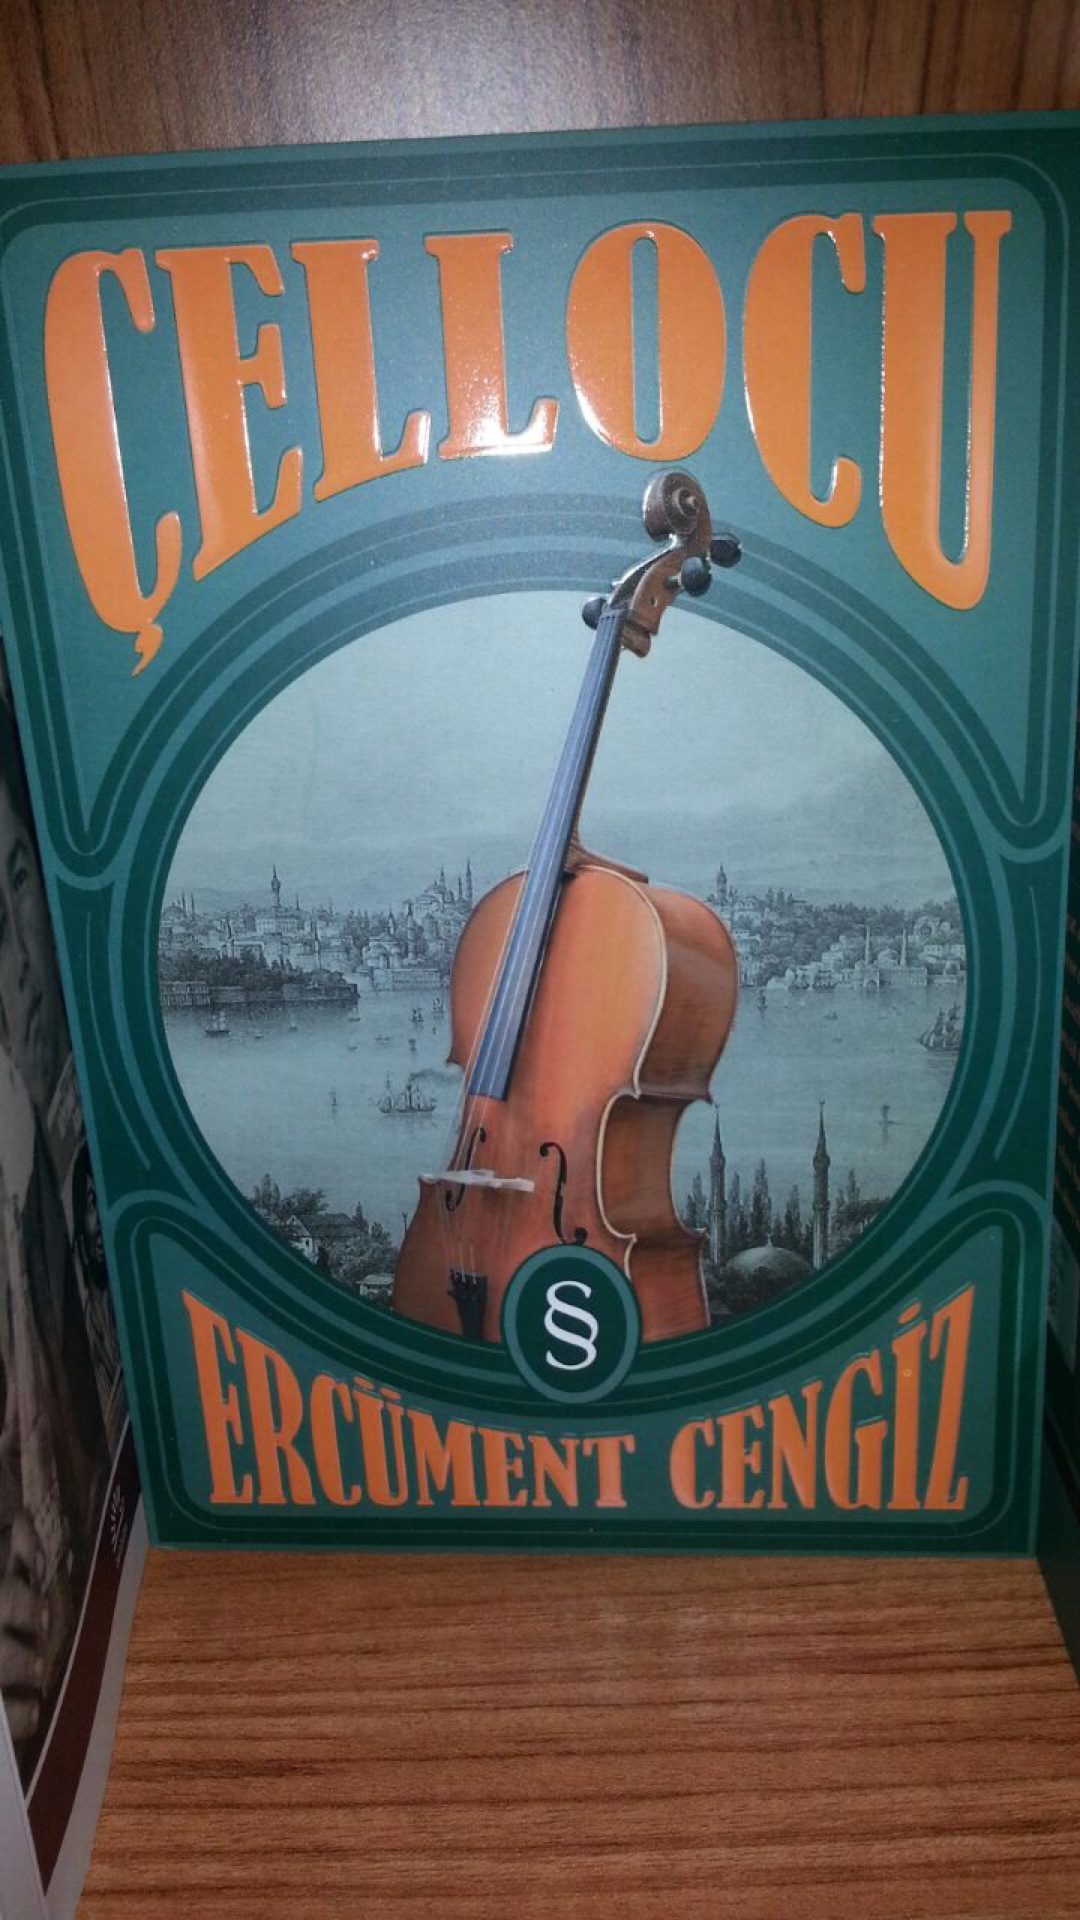 ÇELLOCU
§
ERCÜMENT CENGİZ